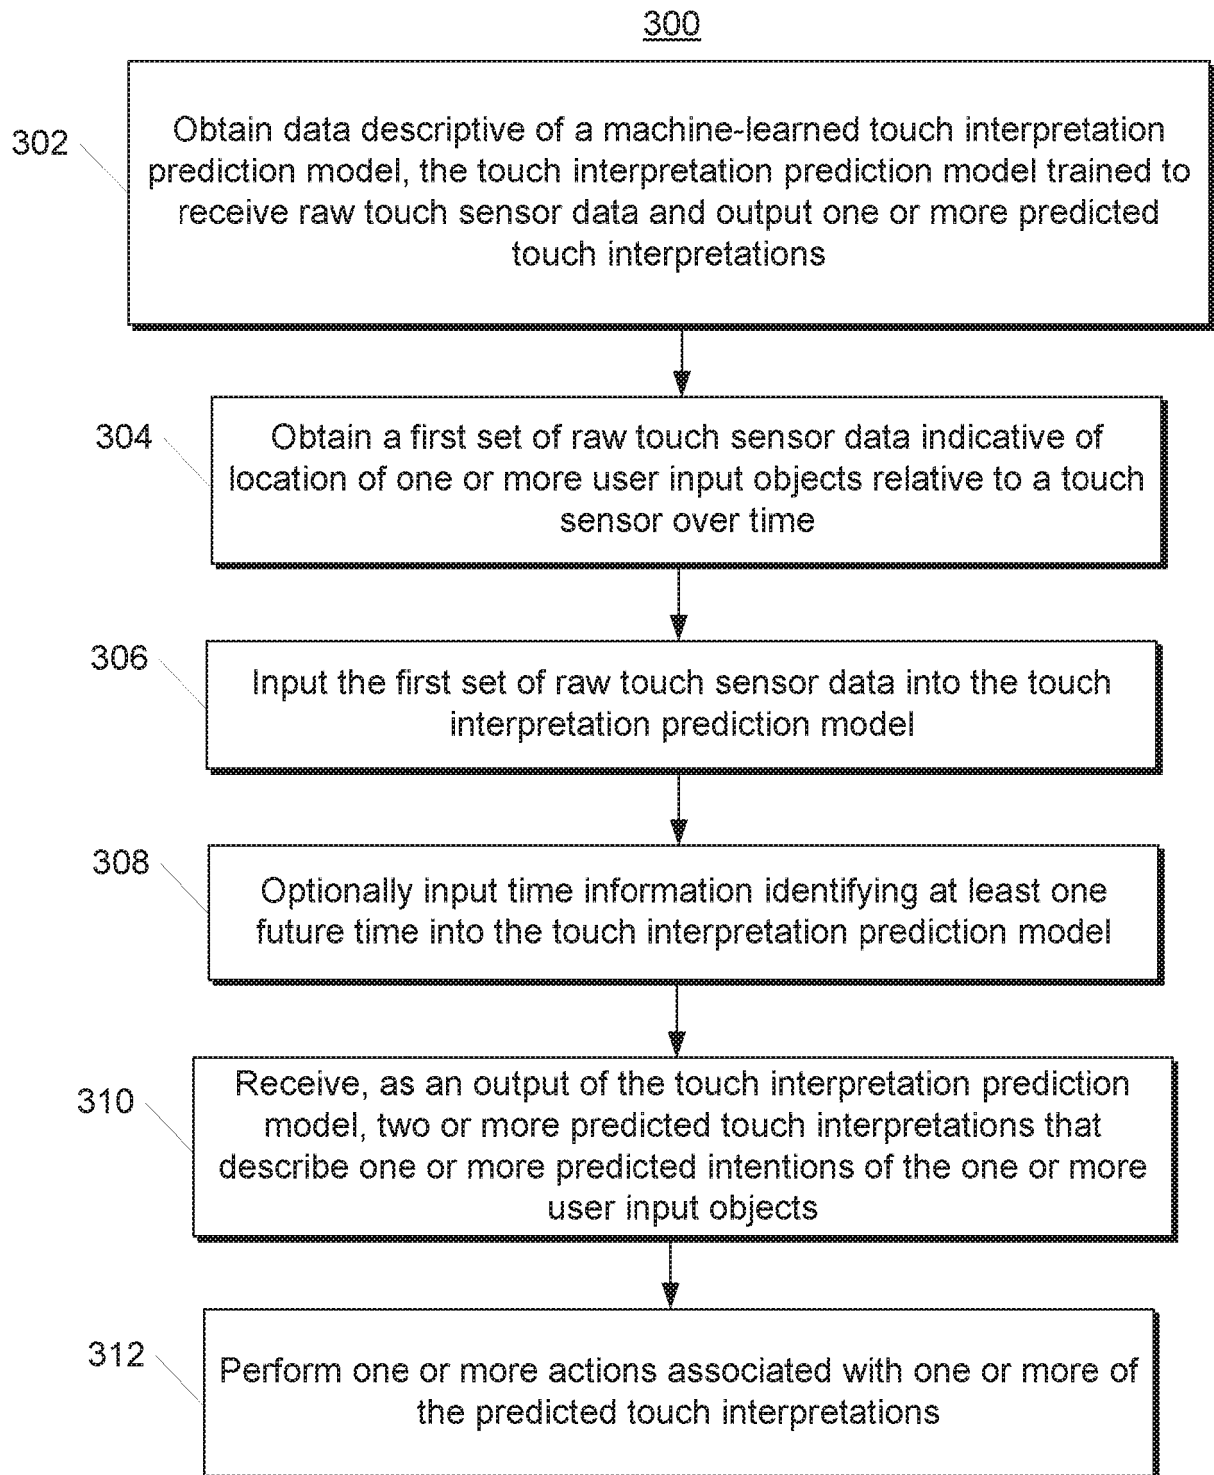 300
302
Obtain data descriptive of a machine-learned touch interpretation
prediction model, the touch interpretation prediction model trained to
receive raw touch sensor data and output one or more predicted
touch interpretations
304
Obtain a first set of raw touch sensor data indicative of
location of one or more user input objects relative to a touch
sensor over time
306
Input the first set of raw touch sensor data into the touch
interpretation prediction model
308
Optionally input time information identifying at least one
future time into the touch interpretation prediction model
310
Receive, as an output of the touch interpretation prediction
model, two or more predicted touch interpretations that
describe one or more predicted intentions of the one or more
user input objects
312
Perform one or more actions associated with one or more of
the predicted touch interpretations